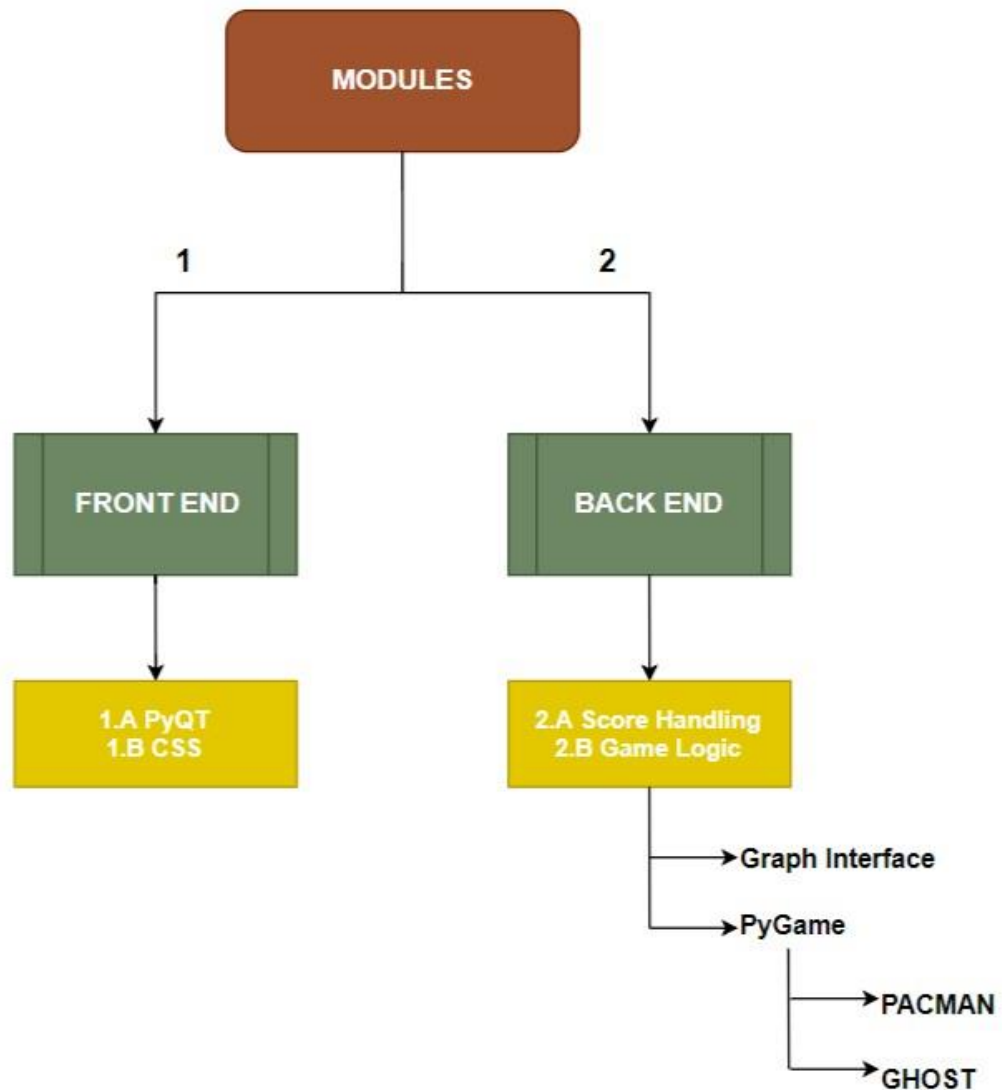 MODULES
1
2
FRONT END
BACK END
1.A PyQT
1.B CSS
2.A Score Handling
2.B Game Logic
Graph Interface
PyGame
PACMAN
GHOST